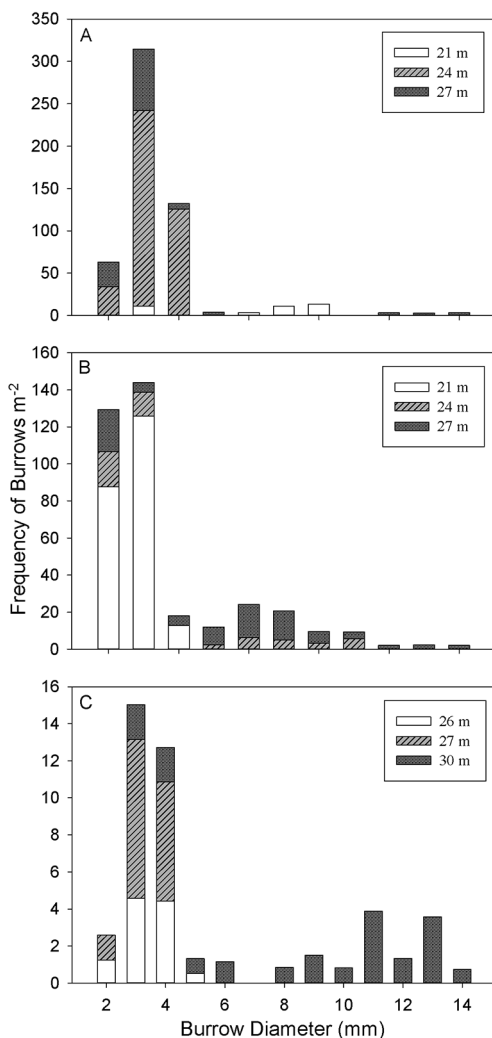 A
350
300
250
200
150
100
50
0
21 m
24 m
27 m
B
160
140
120
100
80
60
40
20
0
21 m
24 m
27 m
Frequency of Burrows m-2
C
16
14
12
10
8
6
4
2
0
26 m
27 m
30 m
2 4 6 8 10 12 14
Burrow Diameter (mm)